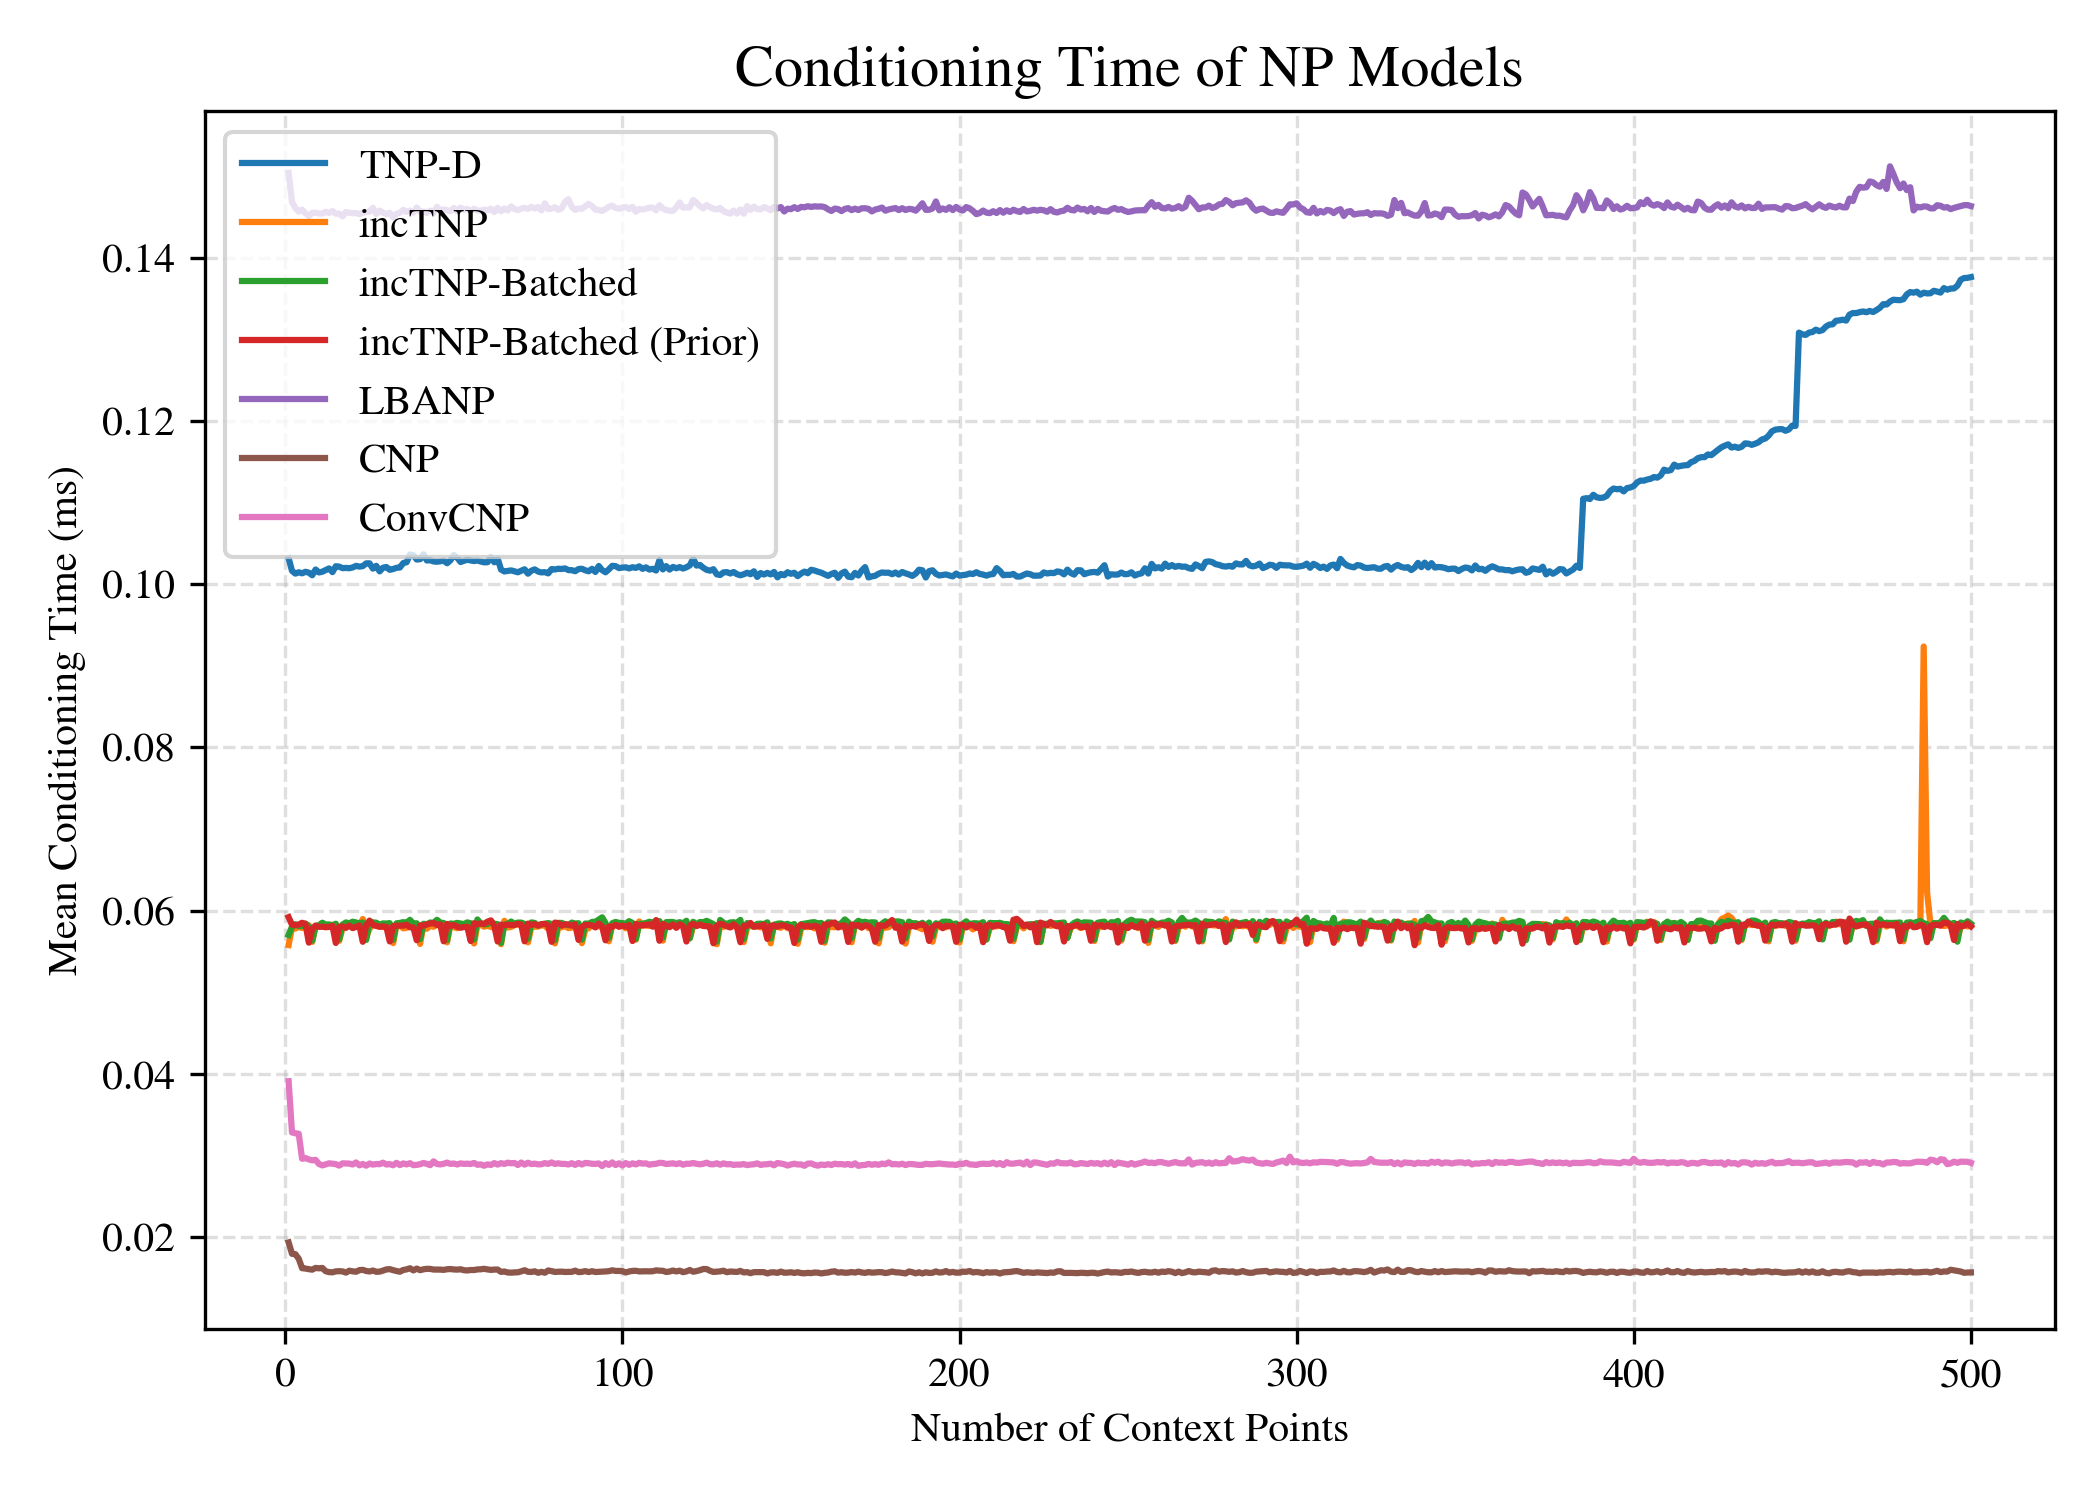 Conditioning Time of NP Models
TNP-D
incTNP
incTNP-Batched
incTNP-Batched (Prior)
LBANP
CNP
ConvCNP
Mean Conditioning Time (ms)
0.14
0.12
0.10
0.08
0.06
0.04
0.02
0 100 200 300 400 500
Number of Context Points